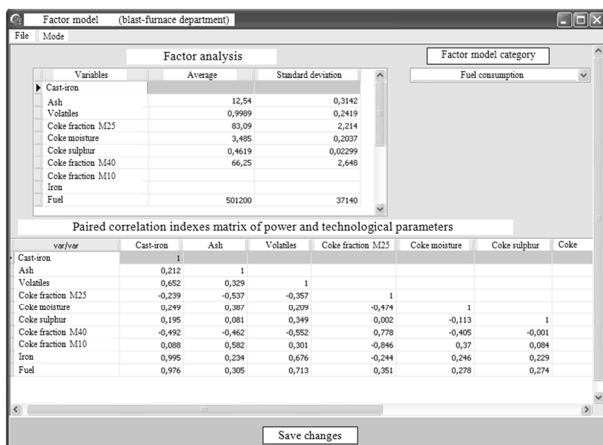 Factor model (blast-furnace department)
File Mode
Factor analysis
Factor model category
Variables Average Standard deviation
Fuel consumption
Cast-iron
Ash 12,54 0,3142
Volatiles 0,9989 0,2419
Coke fraction M25 83,09 2,214
Coke moisture 3,485 0,2037
Coke sulphur 0,4619 0,02299
Coke fraction M40 66,25 2,648
Coke fraction M10
Iron
Fuel 501200 37140
Paired correlation indexes matrix of power and technological parameters
var/var Cast-iron Ash Volatiles Coke fraction M25 Coke moisture Coke sulphur Coke
Cast-iron 1
Ash 0,212 1
Volatiles 0,652 0,329 1
Coke fraction M25 -0,239 -0,537 -0,357 1
Coke moisture 0,249 0,387 0,209 -0,474 1
Coke sulphur 0,195 0,081 0,349 0,002 -0,113 1
Coke fraction M40 -0,492 -0,462 -0,552 0,778 -0,405 -0,001
Coke fraction M10 0,088 0,582 0,301 -0,846 0,37 0,084
Iron 0,995 0,234 0,676 -0,244 0,246 0,229
Fuel 0,976 0,305 0,713 0,351 0,278 0,274
Save changes